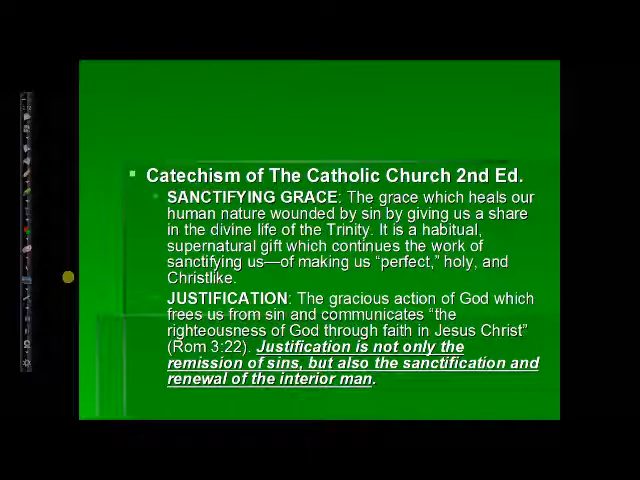 Catechism of The Catholic Church 2nd Ed.
SANCTIFYING GRACE: The grace which heals our
human nature wounded by sin by giving us a share
in the divine life of the Trinity. It is a habitual,
supernatural gift which continues the work of
sanctifying us—of making us “perfect,” holy, and
Christlike.
JUSTIFICATION: The gracious action of God which
frees us from sin and communicates “the
righteousness of God through faith in Jesus Christ”
(Rom 3:22). Justification is not only the
remission of sins, but also the sanctification and
renewal of the interior man.